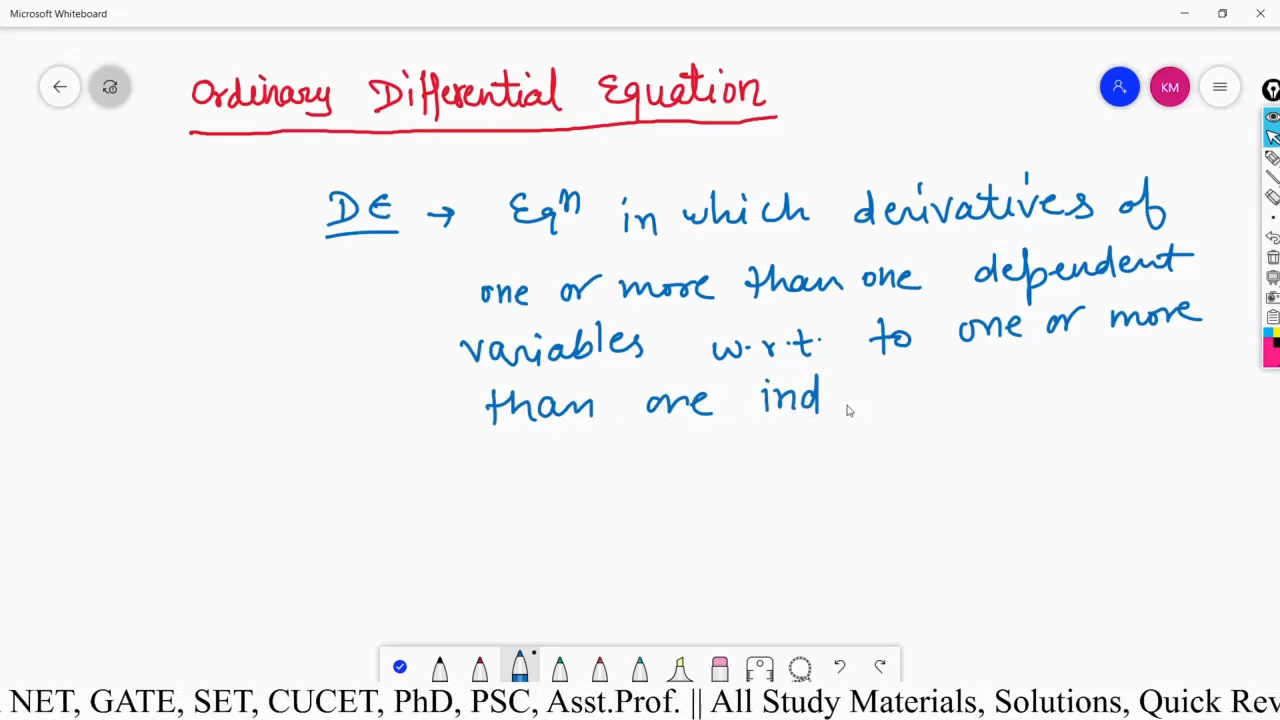 Microsoft Whiteboard
Ordinary Differential Equation
KM
DE → Eqⁿ in which derivatives of
one or more than one dependent
variables w.r.t. to one or more
than one ind
NET, GATE, SET, CUCET, PhD, PSC, Asst.Prof. || All Study Materials, Solutions, Quick Rev